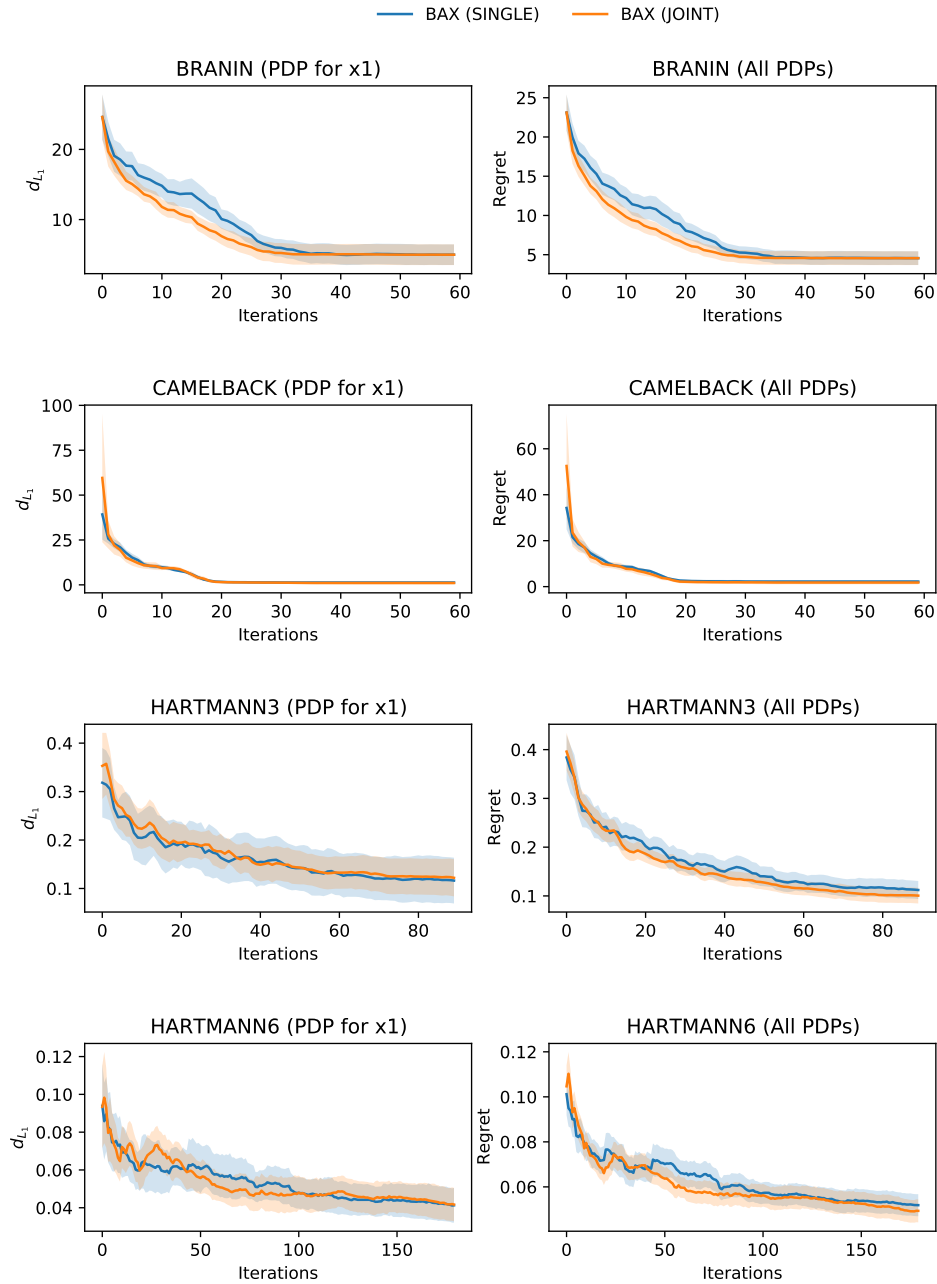 BAX (SINGLE) BAX (JOINT)
BRANIN (PDP for x1)
d_{L_1}
20
10
0 10 20 30 40 50 60
Iterations
BRANIN (All PDPs)
Regret
25
20
15
10
5
0 10 20 30 40 50 60
Iterations
CAMELBACK (PDP for x1)
d_{L_1}
100
75
50
25
0
0 10 20 30 40 50 60
Iterations
CAMELBACK (All PDPs)
Regret
60
40
20
0
0 10 20 30 40 50 60
Iterations
HARTMANN3 (PDP for x1)
d_{L_1}
0.4
0.3
0.2
0.1
0 20 40 60 80
Iterations
HARTMANN3 (All PDPs)
Regret
0.4
0.3
0.2
0.1
0 20 40 60 80
Iterations
HARTMANN6 (PDP for x1)
d_{L_1}
0.12
0.10
0.08
0.06
0.04
0 50 100 150
Iterations
HARTMANN6 (All PDPs)
Regret
0.12
0.10
0.08
0.06
0 50 100 150
Iterations